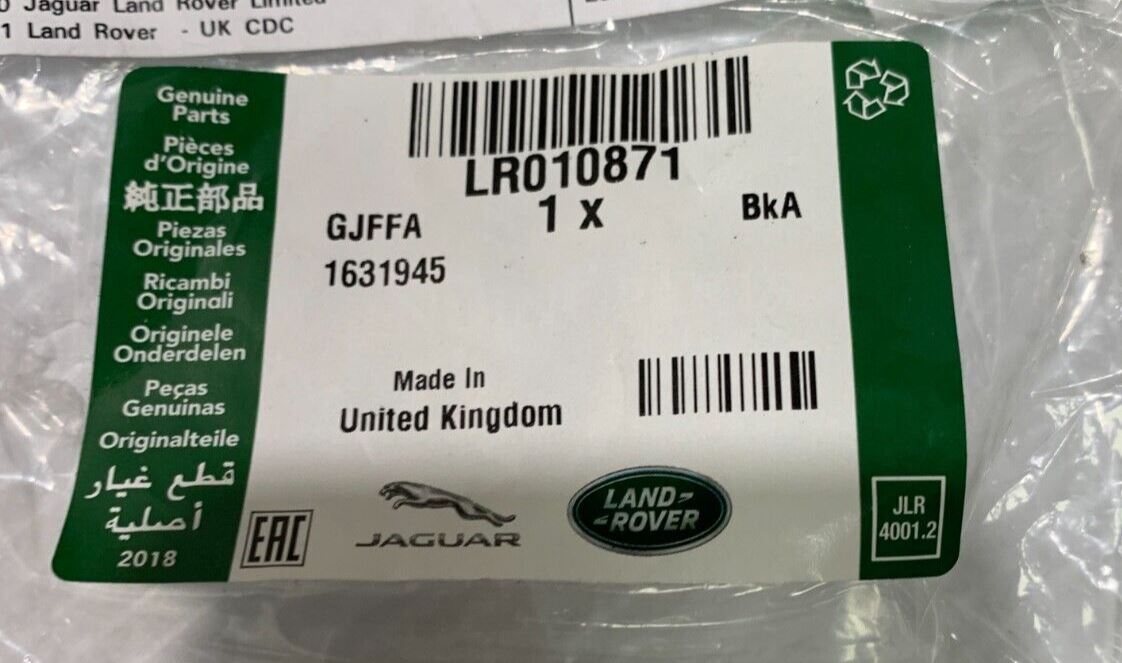 Jaguar Land Rover Limited
1 Land Rover - UK CDC
Genuine
Parts
Pièces
d'Origine
純正部品
Piezas
Originales
Ricambi
Originali
Originele
Onderdelen
Peças
Genuinas
Originalteile
قطع غيار
أصلية
2018
LR010871
1 x
BkA
GJFFA
1631945
Made In
United Kingdom
EAC
JAGUAR
LAND-
-ROVER
JLR
4001.2